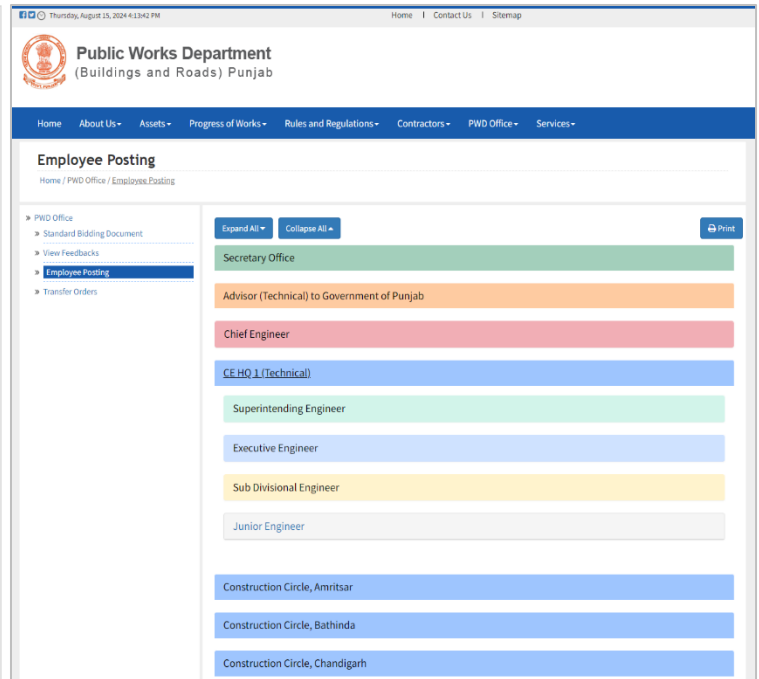 Thursday, August 15, 2024 4:13:42 PM
Home | Contact Us | Sitemap
Public Works Department
(Buildings and Roads) Punjab
Home About Us Assets Progress of Works Rules and Regulations Contractors PWD Office Services
Employee Posting
Home / PWD Office / Employee Posting
» PWD Office
» Standard Bidding Document
» View Feedbacks
» Employee Posting
» Transfer Orders
Expand All Collapse All Print
Secretary Office
Advisor (Technical) to Government of Punjab
Chief Engineer
CE HQ 1 (Technical)
Superintending Engineer
Executive Engineer
Sub Divisional Engineer
Junior Engineer
Construction Circle, Amritsar
Construction Circle, Bathinda
Construction Circle, Chandigarh